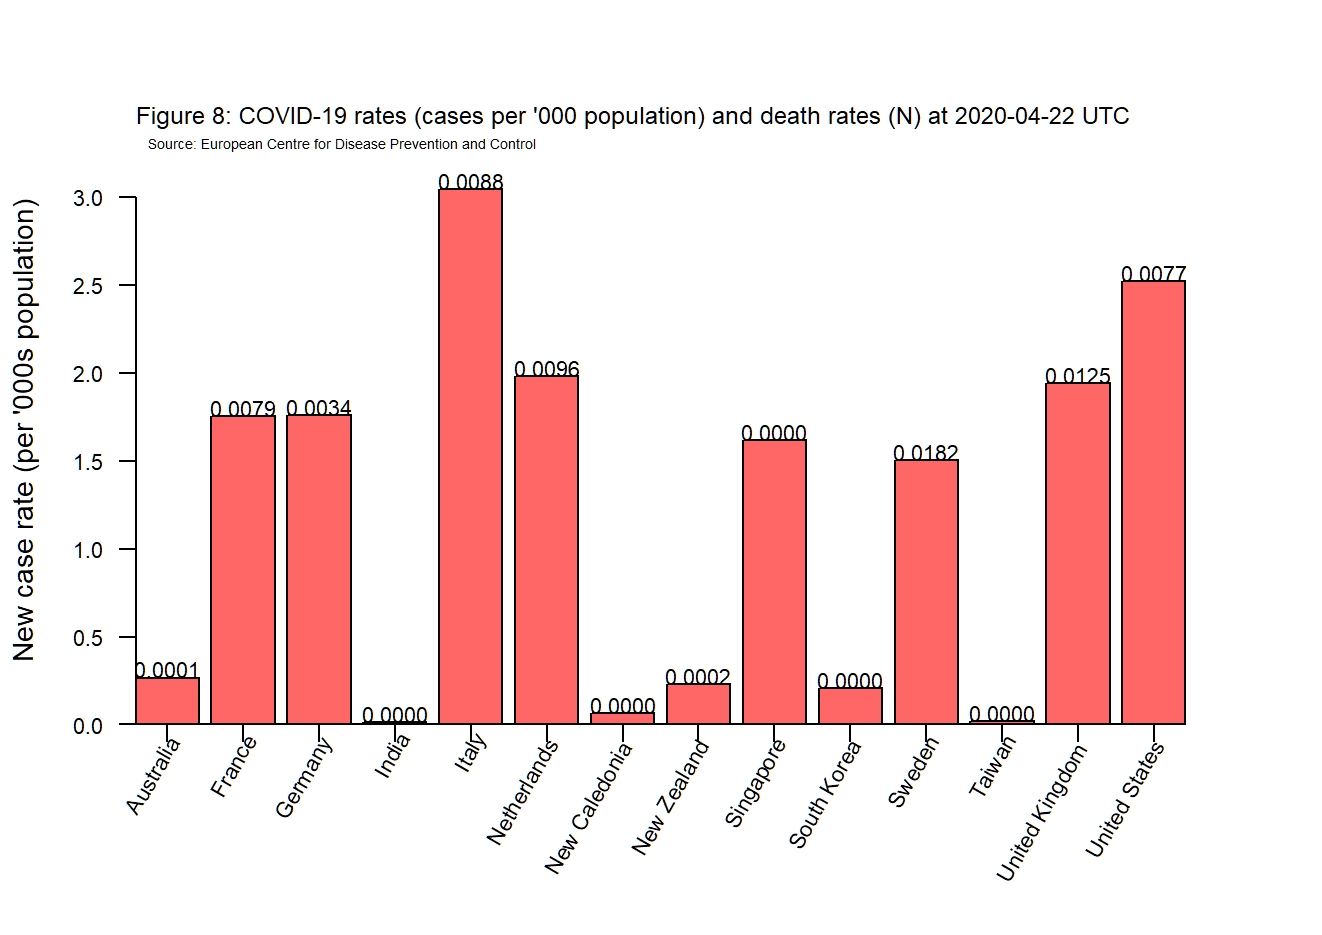 Figure 8: COVID-19 rates (cases per '000 population) and death rates (N) at 2020-04-22 UTC
Source: European Centre for Disease Prevention and Control
New case rate (per '000s population)
3.0
2.5
2.0
1.5
1.0
0.5
0.0
0.0001
0.0079
0.0034
0.0000
0.0088
0.0096
0.0000
0.0002
0.0000
0.0000
0.0182
0.0000
0.0125
0.0077
Australia
France
Germany
India
Italy
Netherlands
New Caledonia
New Zealand
Singapore
South Korea
Sweden
Taiwan
United Kingdom
United States